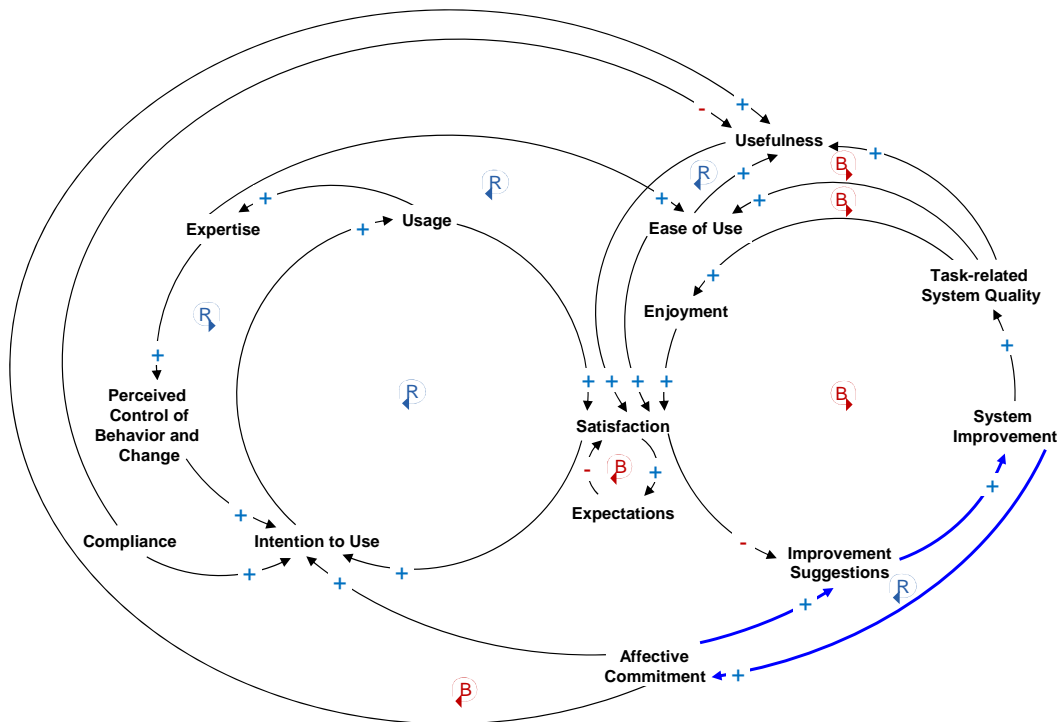 +
-
Usefulness
+
B
R
+
R
B
+
+
+
Expertise
Usage
+
Ease of Use
+
Task-related
System Quality
Enjoyment
R
+
+
+
R
+ + + +
B
Perceived
Control of
Behavior and
Change
Satisfaction
System
Improvement
-
B
+
+
Expectations
+
Compliance
Intention to Use
-
Improvement
Suggestions
+
+
+
R
+
Affective
Commitment
+
B